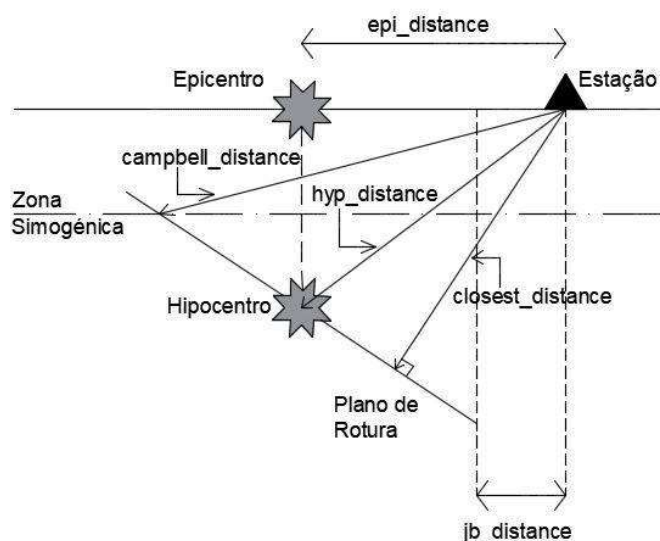 epi_distance
Epicentro
Estação
campbell_distance
hyp_distance
Zona
Simogénica
closest_distance
Hipocentro
Plano de
Rotura
jb_distance